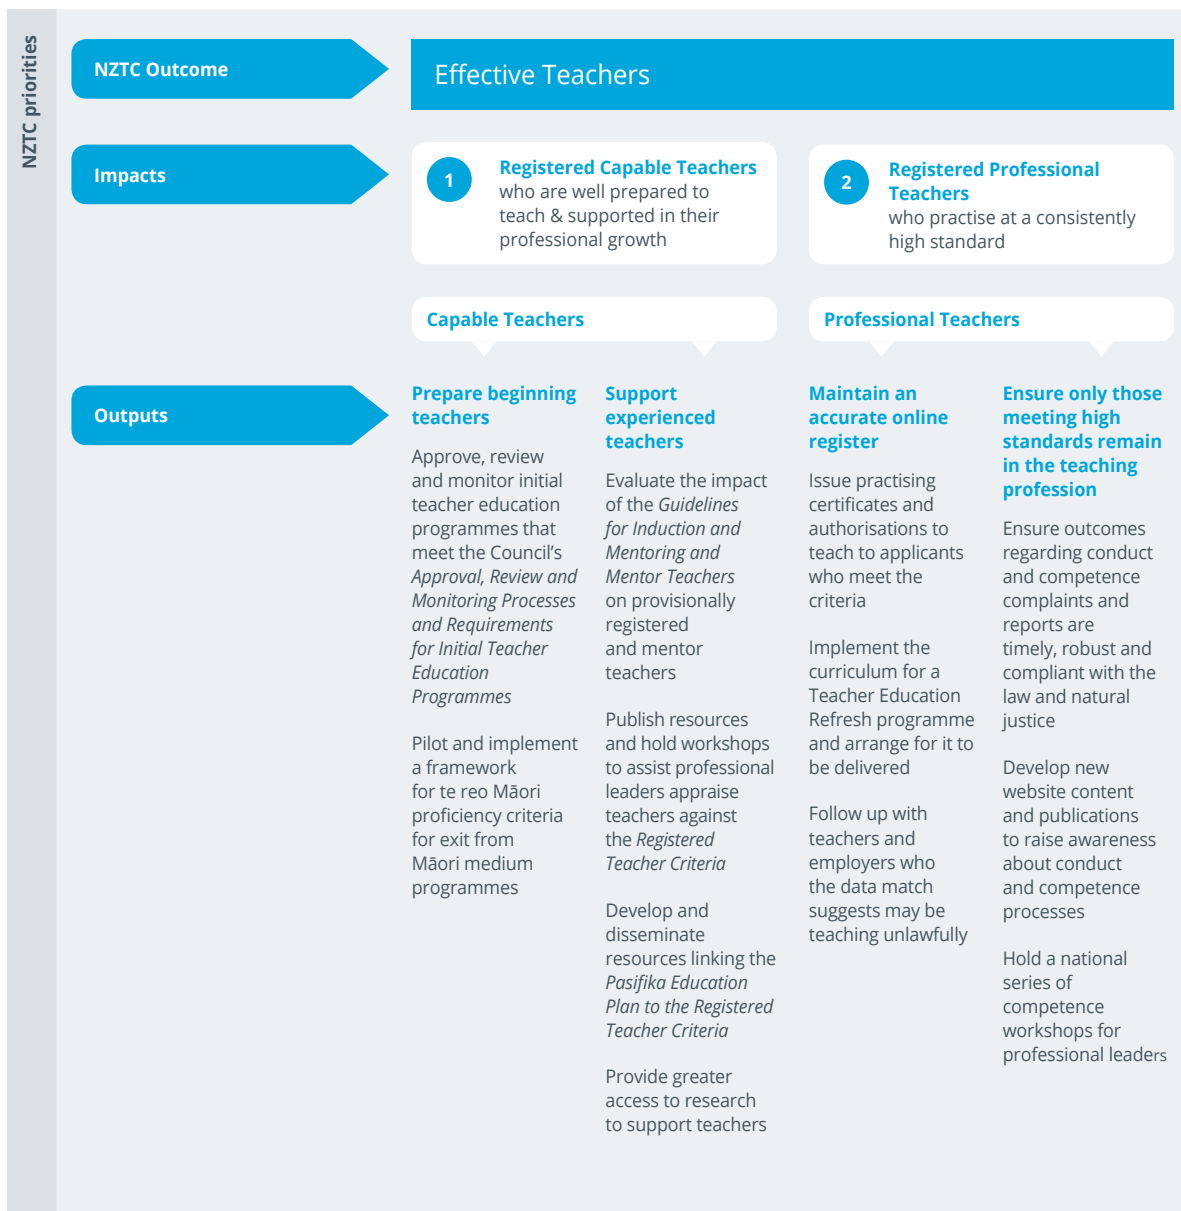 NZTC priorities
NZTC Outcome
Effective Teachers
Impacts
1
Registered Capable Teachers
who are well prepared to
teach & supported in their
professional growth
2
Registered Professional
Teachers
who practise at a consistently
high standard
Capable Teachers
Professional Teachers
Outputs
Prepare beginning
teachers
Approve, review
and monitor initial
teacher education
programmes that
meet the Council’s
Approval, Review and
Monitoring Processes
and Requirements
for Initial Teacher
Education
Programmes
Pilot and implement
a framework
for te reo Māori
proficiency criteria
for exit from
Māori medium
programmes
Support
experienced
teachers
Evaluate the impact
of the Guidelines
for Induction and
Mentoring and
Mentor Teachers
on provisionally
registered
and mentor
teachers
Publish resources
and hold workshops
to assist professional
leaders appraise
teachers against
the Registered
Teacher Criteria
Develop and
disseminate
resources linking the
Pasifika Education
Plan to the Registered
Teacher Criteria
Provide greater
access to research
to support teachers
Maintain an
accurate online
register
Issue practising
certificates and
authorisations to
teach to applicants
who meet the
criteria
Implement the
curriculum for a
Teacher Education
Refresh programme
and arrange for it to
be delivered
Follow up with
teachers and
employers who
the data match
suggests may be
teaching unlawfully
Ensure only those
meeting high
standards remain
in the teaching
profession
Ensure outcomes
regarding conduct
and competence
complaints and
reports are
timely, robust and
compliant with the
law and natural
justice
Develop new
website content
and publications
to raise awareness
about conduct
and competence
processes
Hold a national
series of
competence
workshops for
professional leaders